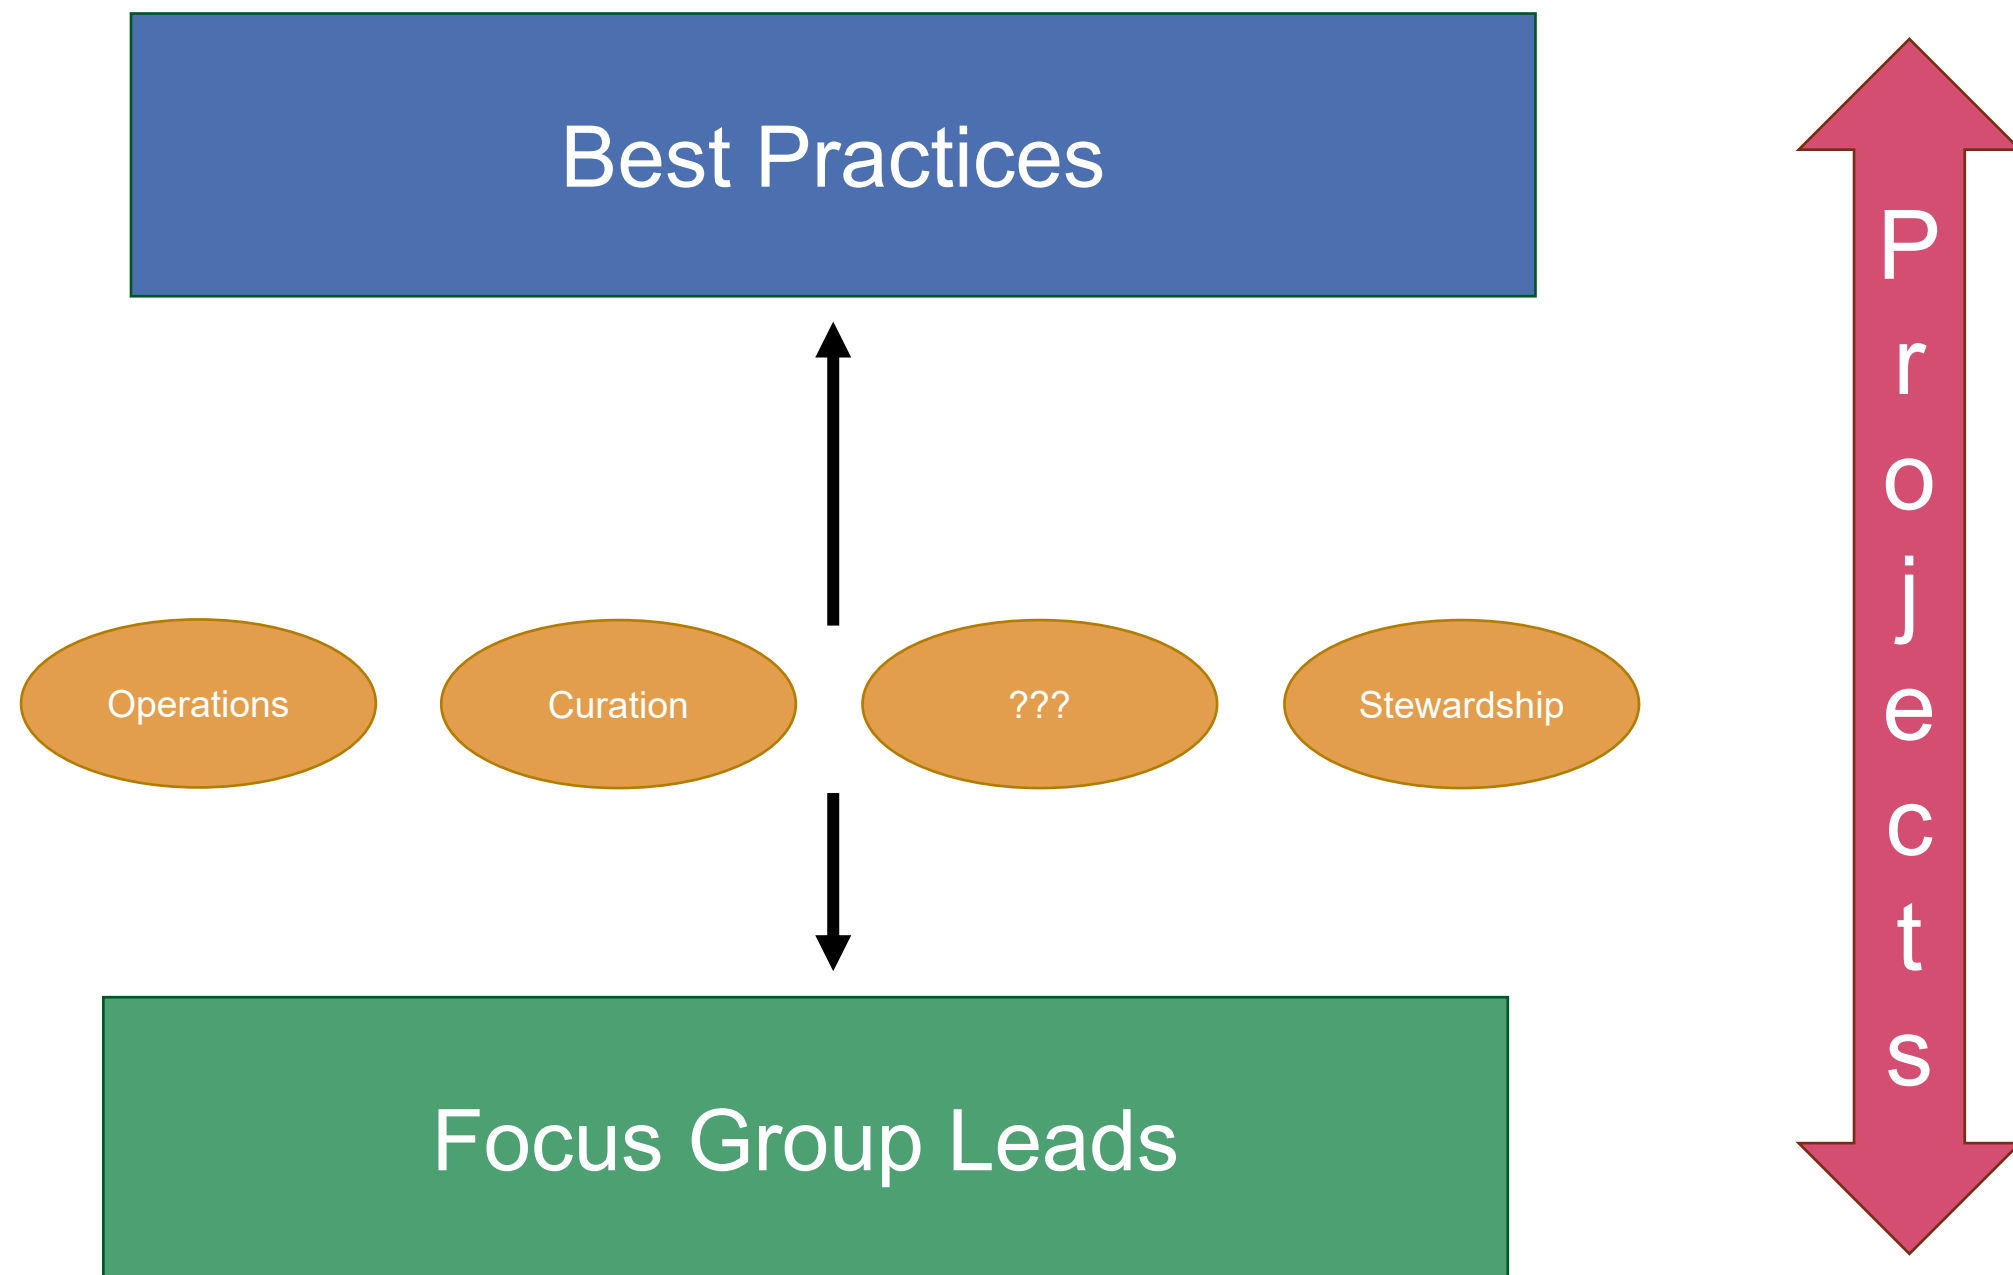 Best Practices
Operations
Curation
???
Stewardship
Focus Group Leads
Projects